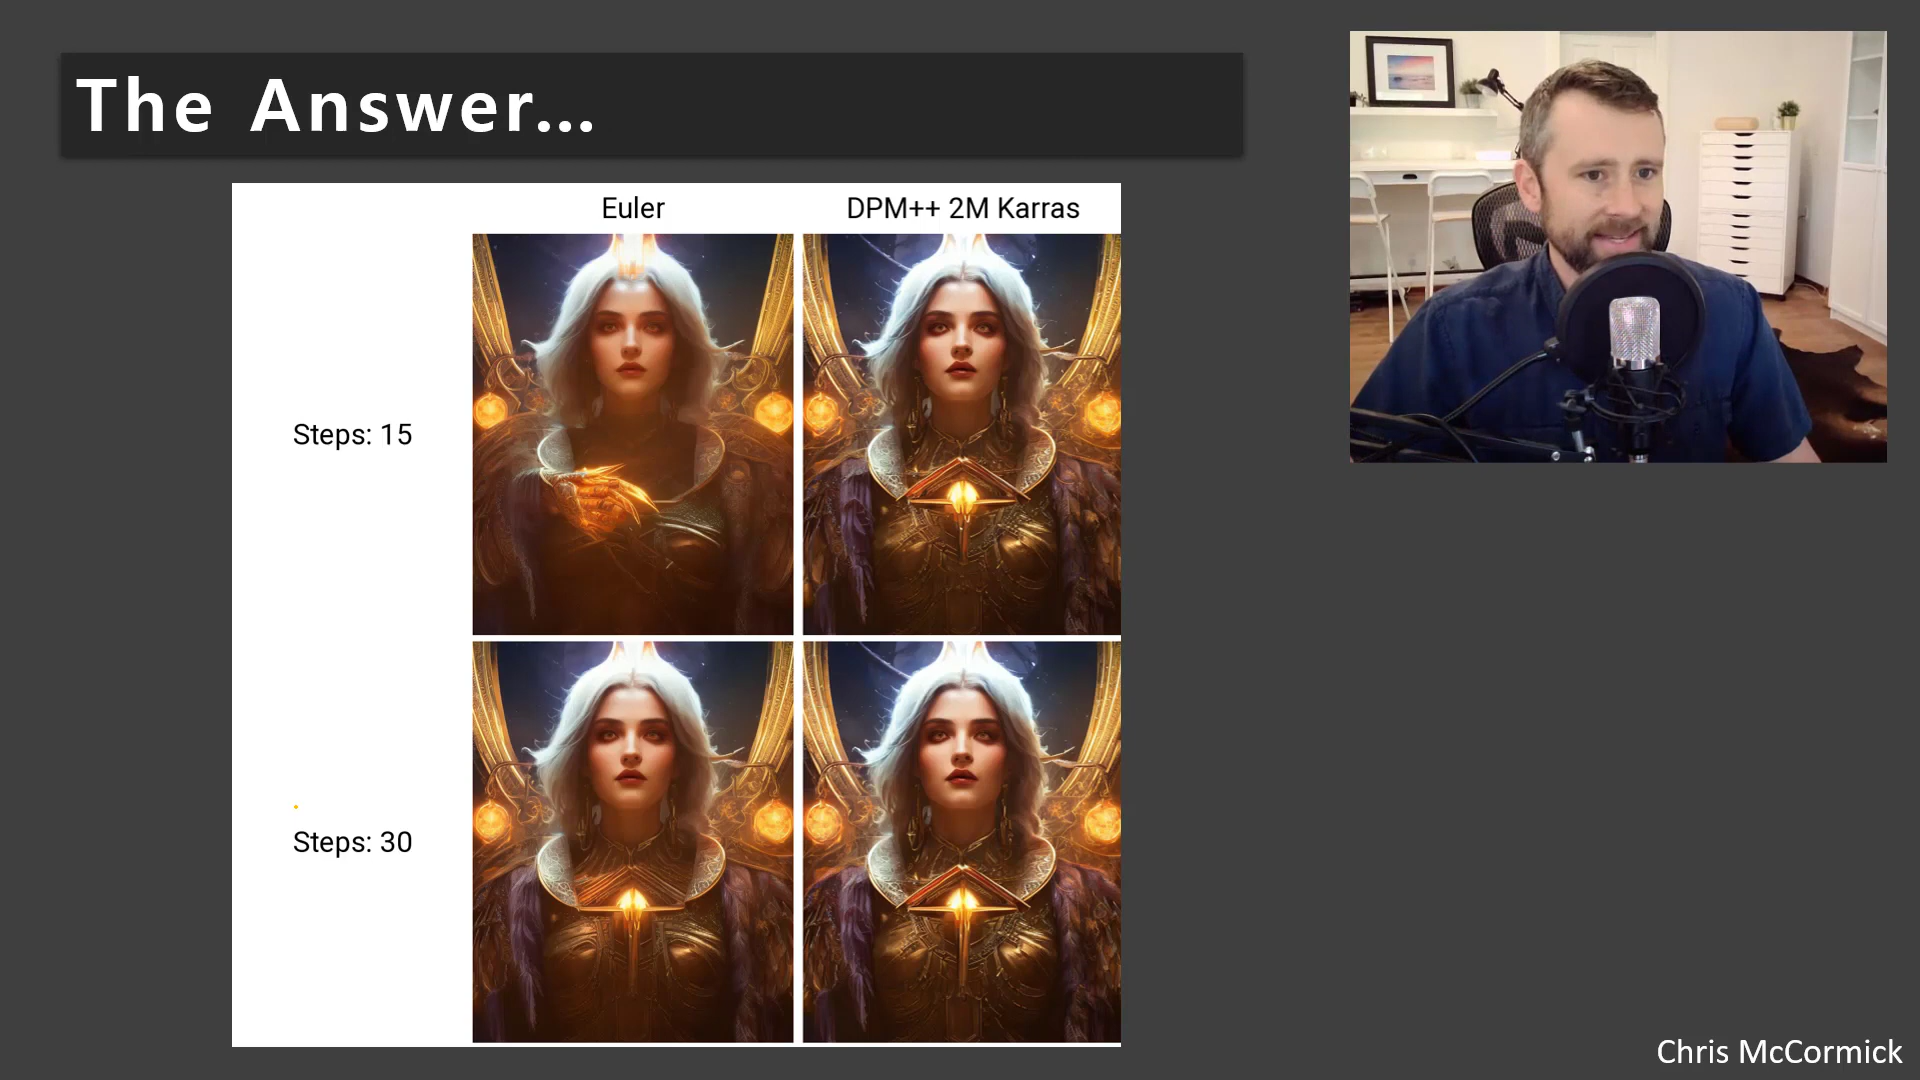 The Answer...
Euler
DPM++ 2M Karras
Steps: 15
Steps: 30
Chris McCormick